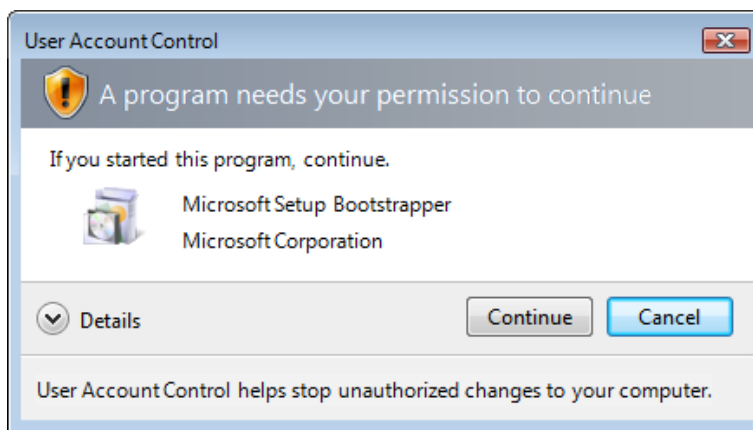 User Account Control
A program needs your permission to continue
If you started this program, continue.
Microsoft Setup Bootstrapper
Microsoft Corporation
Details
Continue
Cancel
User Account Control helps stop unauthorized changes to your computer.